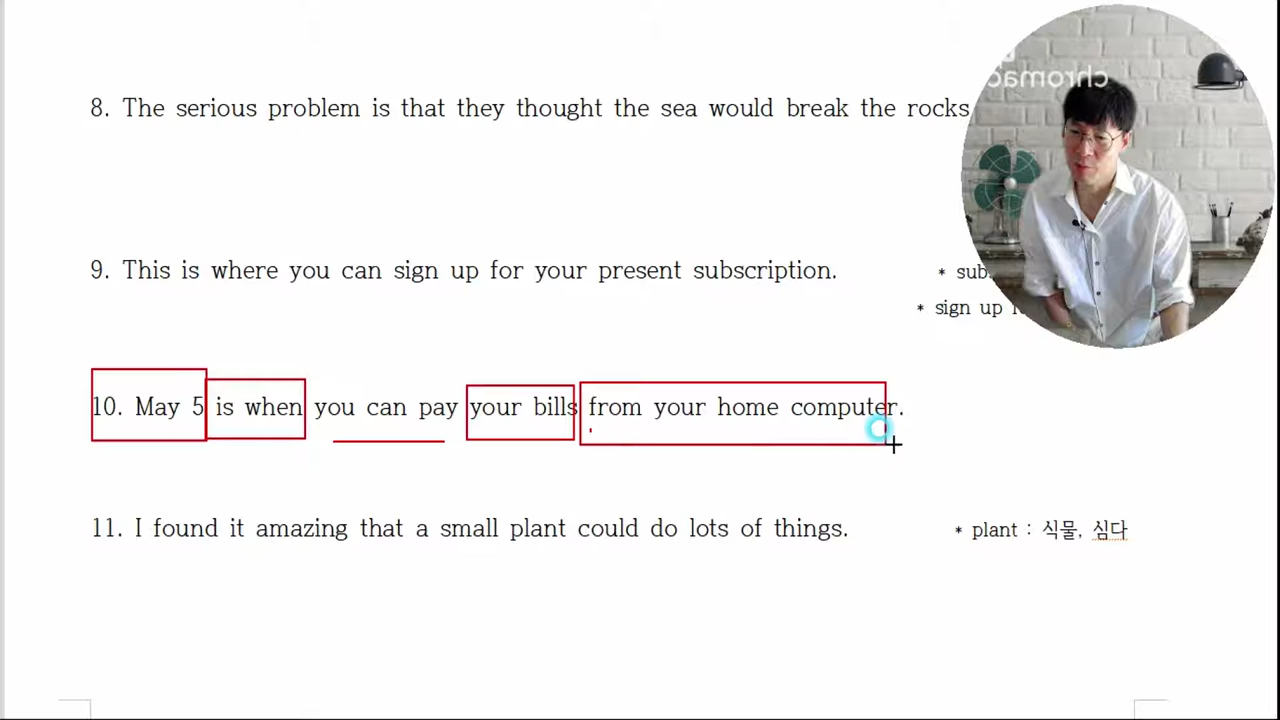 8. The serious problem is that they thought the sea would break the rocks
9. This is where you can sign up for your present subscription.
* sign up
10. May 5 is when you can pay your bills from your home computer.
11. I found it amazing that a small plant could do lots of things. * plant : 식물, 심다